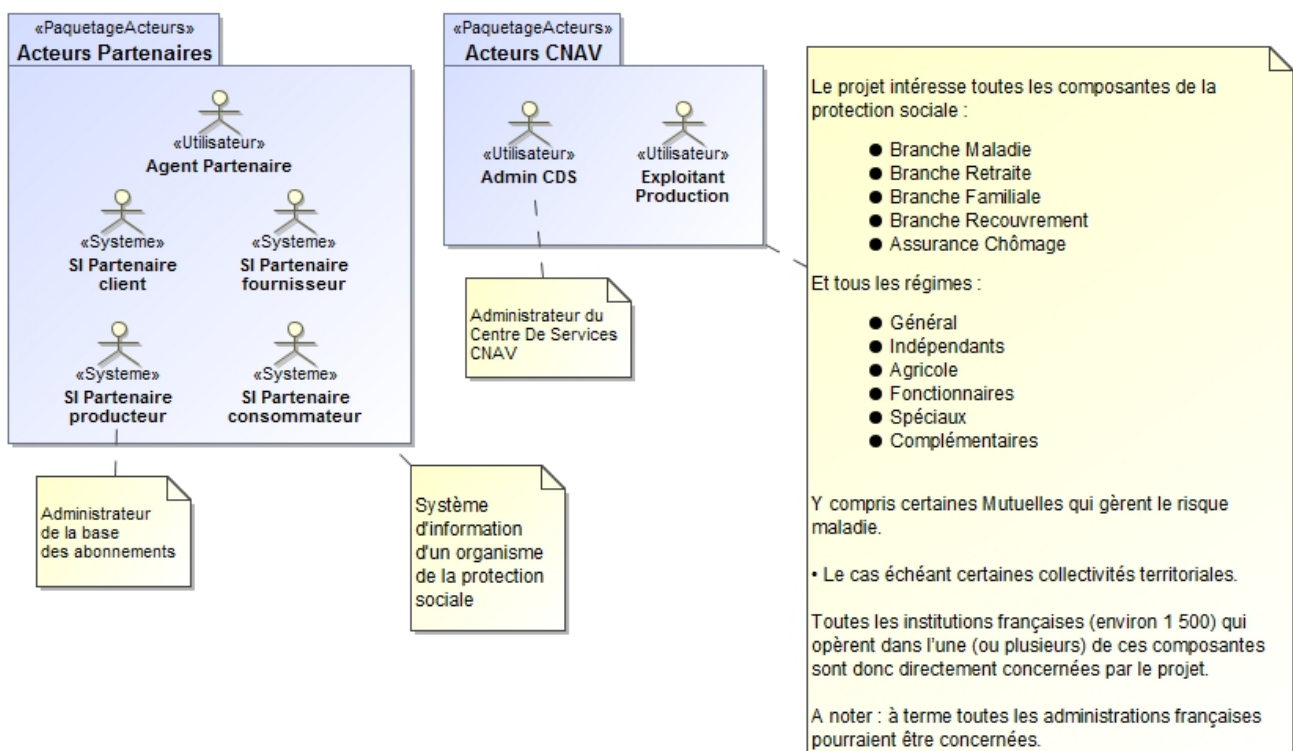 «PaquetageActeurs»
Acteurs Partenaires
«Utilisateur»
Agent Partenaire
«Systeme»
SI Partenaire
client
«Systeme»
SI Partenaire
fournisseur
«Systeme»
SI Partenaire
producteur
«Systeme»
SI Partenaire
consommateur
Administrateur
de la base
des abonnements
Système
d'information
d'un organisme
de la protection
sociale
«PaquetageActeurs»
Acteurs CNAV
«Utilisateur»
Admin CDS
«Utilisateur»
Exploitant
Production
Administrateur du
Centre De Services
CNAV
Le projet intéresse toutes les composantes de la
protection sociale :
● Branche Maladie
● Branche Retraite
● Branche Familiale
● Branche Recouvrement
● Assurance Chômage
Et tous les régimes :
● Général
● Indépendants
● Agricole
● Fonctionnaires
● Spéciaux
● Complémentaires
Y compris certaines Mutuelles qui gèrent le risque
maladie.
• Le cas échéant certaines collectivités territoriales.
Toutes les institutions françaises (environ 1 500) qui
opèrent dans l'une (ou plusieurs) de ces composantes
sont donc directement concernées par le projet.
A noter : à terme toutes les administrations françaises
pourraient être concernées.